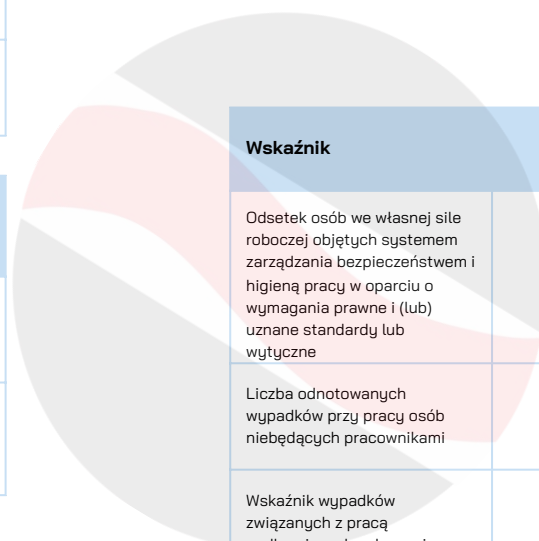 Wskaźnik
Odsetek osób we własnej sile
roboczej objętych systemem
zarządzania bezpieczeństwem i
higieną pracy w oparciu o
wymagania prawne i (lub)
uznane standardy lub
wytyczne
Liczba odnotowanych
wypadków przy pracy osób
niebędących pracownikami
Wskaźnik wypadków
związanych z pracą